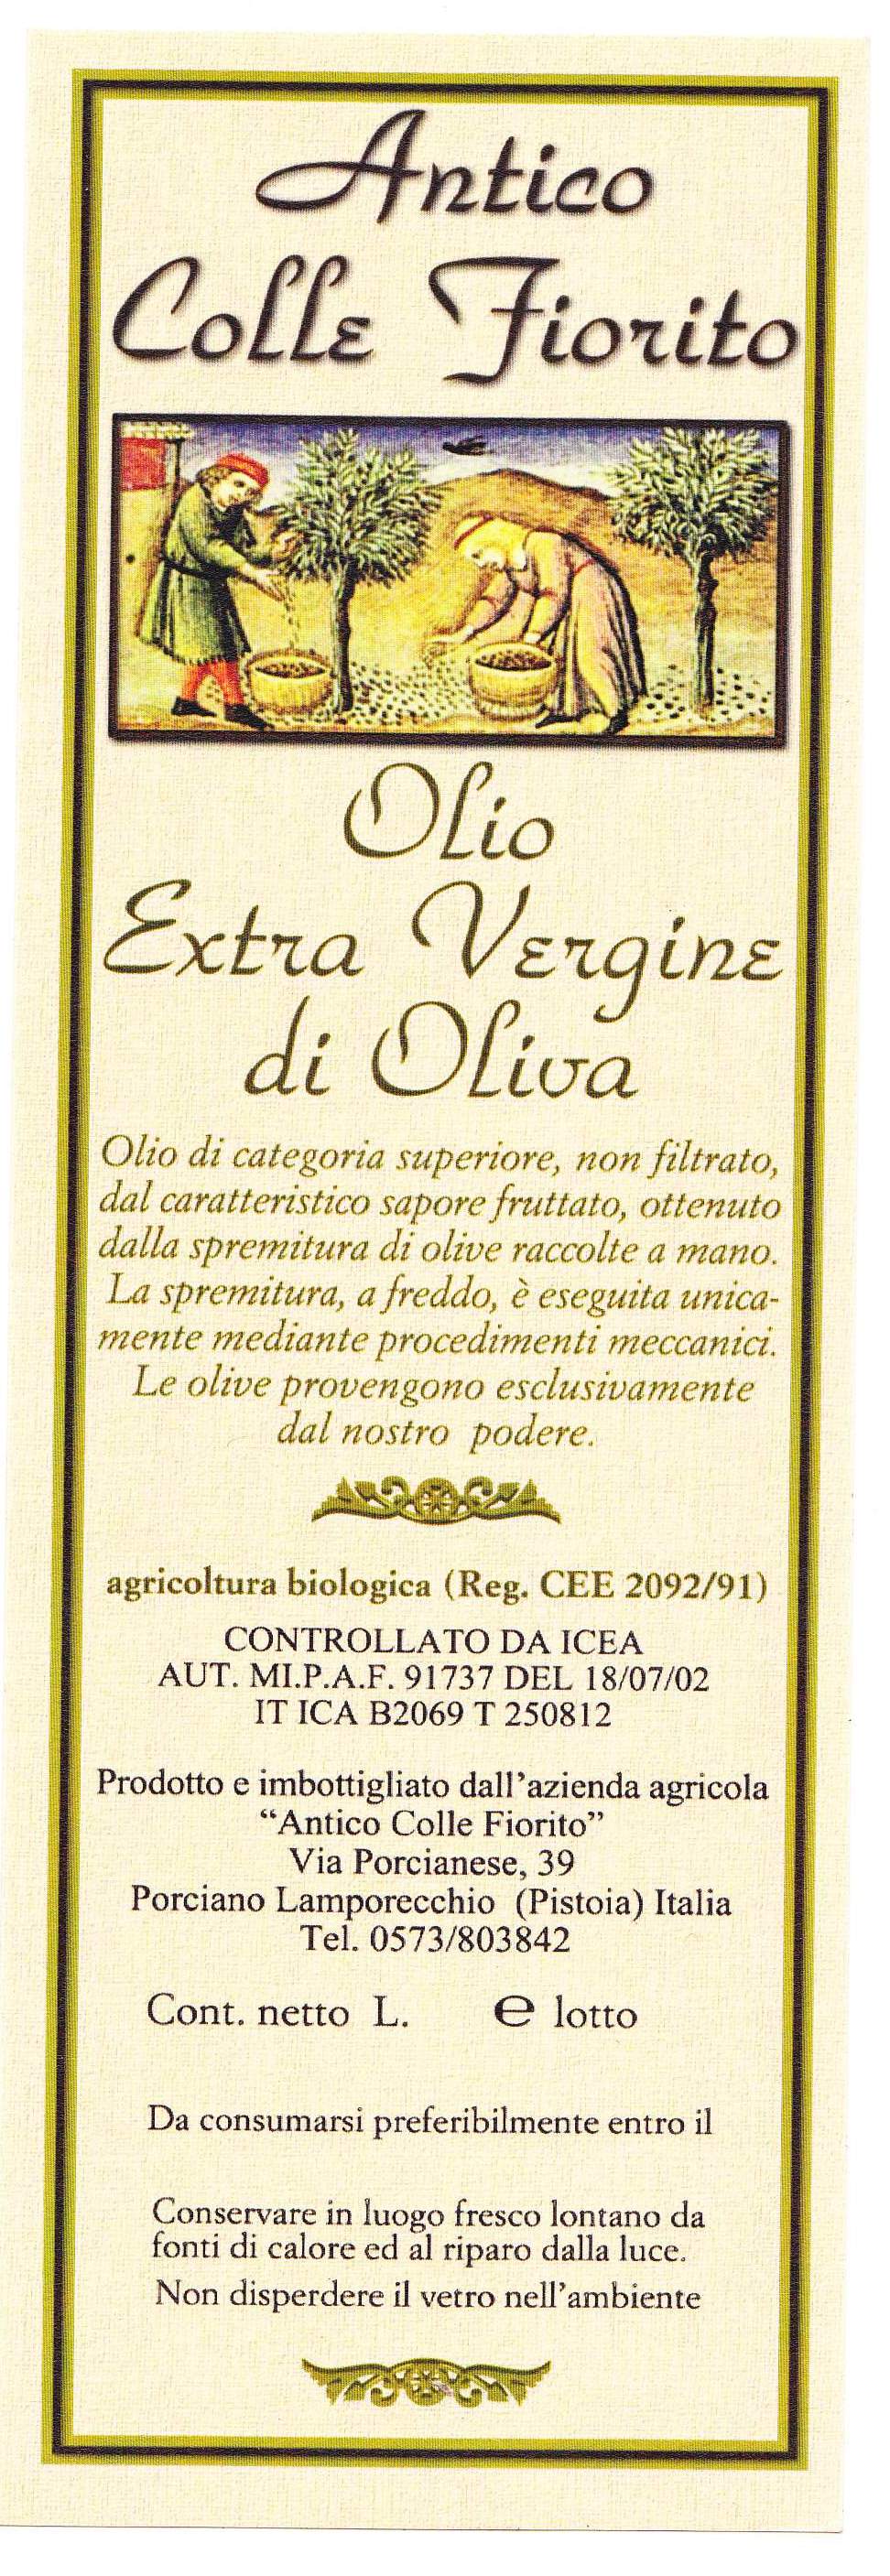 Antico
Colle Fiorito
Olio
Extra Vergine
di Oliva
Olio di categoria superiore, non filtrato,
dal caratteristico sapore fruttato, ottenuto
dalla spremitura di olive raccolte a mano.
La spremitura, a freddo, è eseguita unica-
mente mediante procedimenti meccanici.
Le olive provengono esclusivamente
dal nostro podere.
agricoltura biologica (Reg. CEE 2092/91)
CONTROLLATO DA ICEA
AUT. MI.P.A.F. 91737 DEL 18/07/02
IT ICA B2069 T 250812
Prodotto e imbottigliato dall'azienda agricola
“Antico Colle Fiorito”
Via Porcianese, 39
Porciano Lamporecchio (Pistoia) Italia
Tel. 0573/803842
Cont. netto L. ℮ lotto
Da consumarsi preferibilmente entro il
Conservare in luogo fresco lontano da
fonti di calore ed al riparo dalla luce.
Non disperdere il vetro nell'ambiente